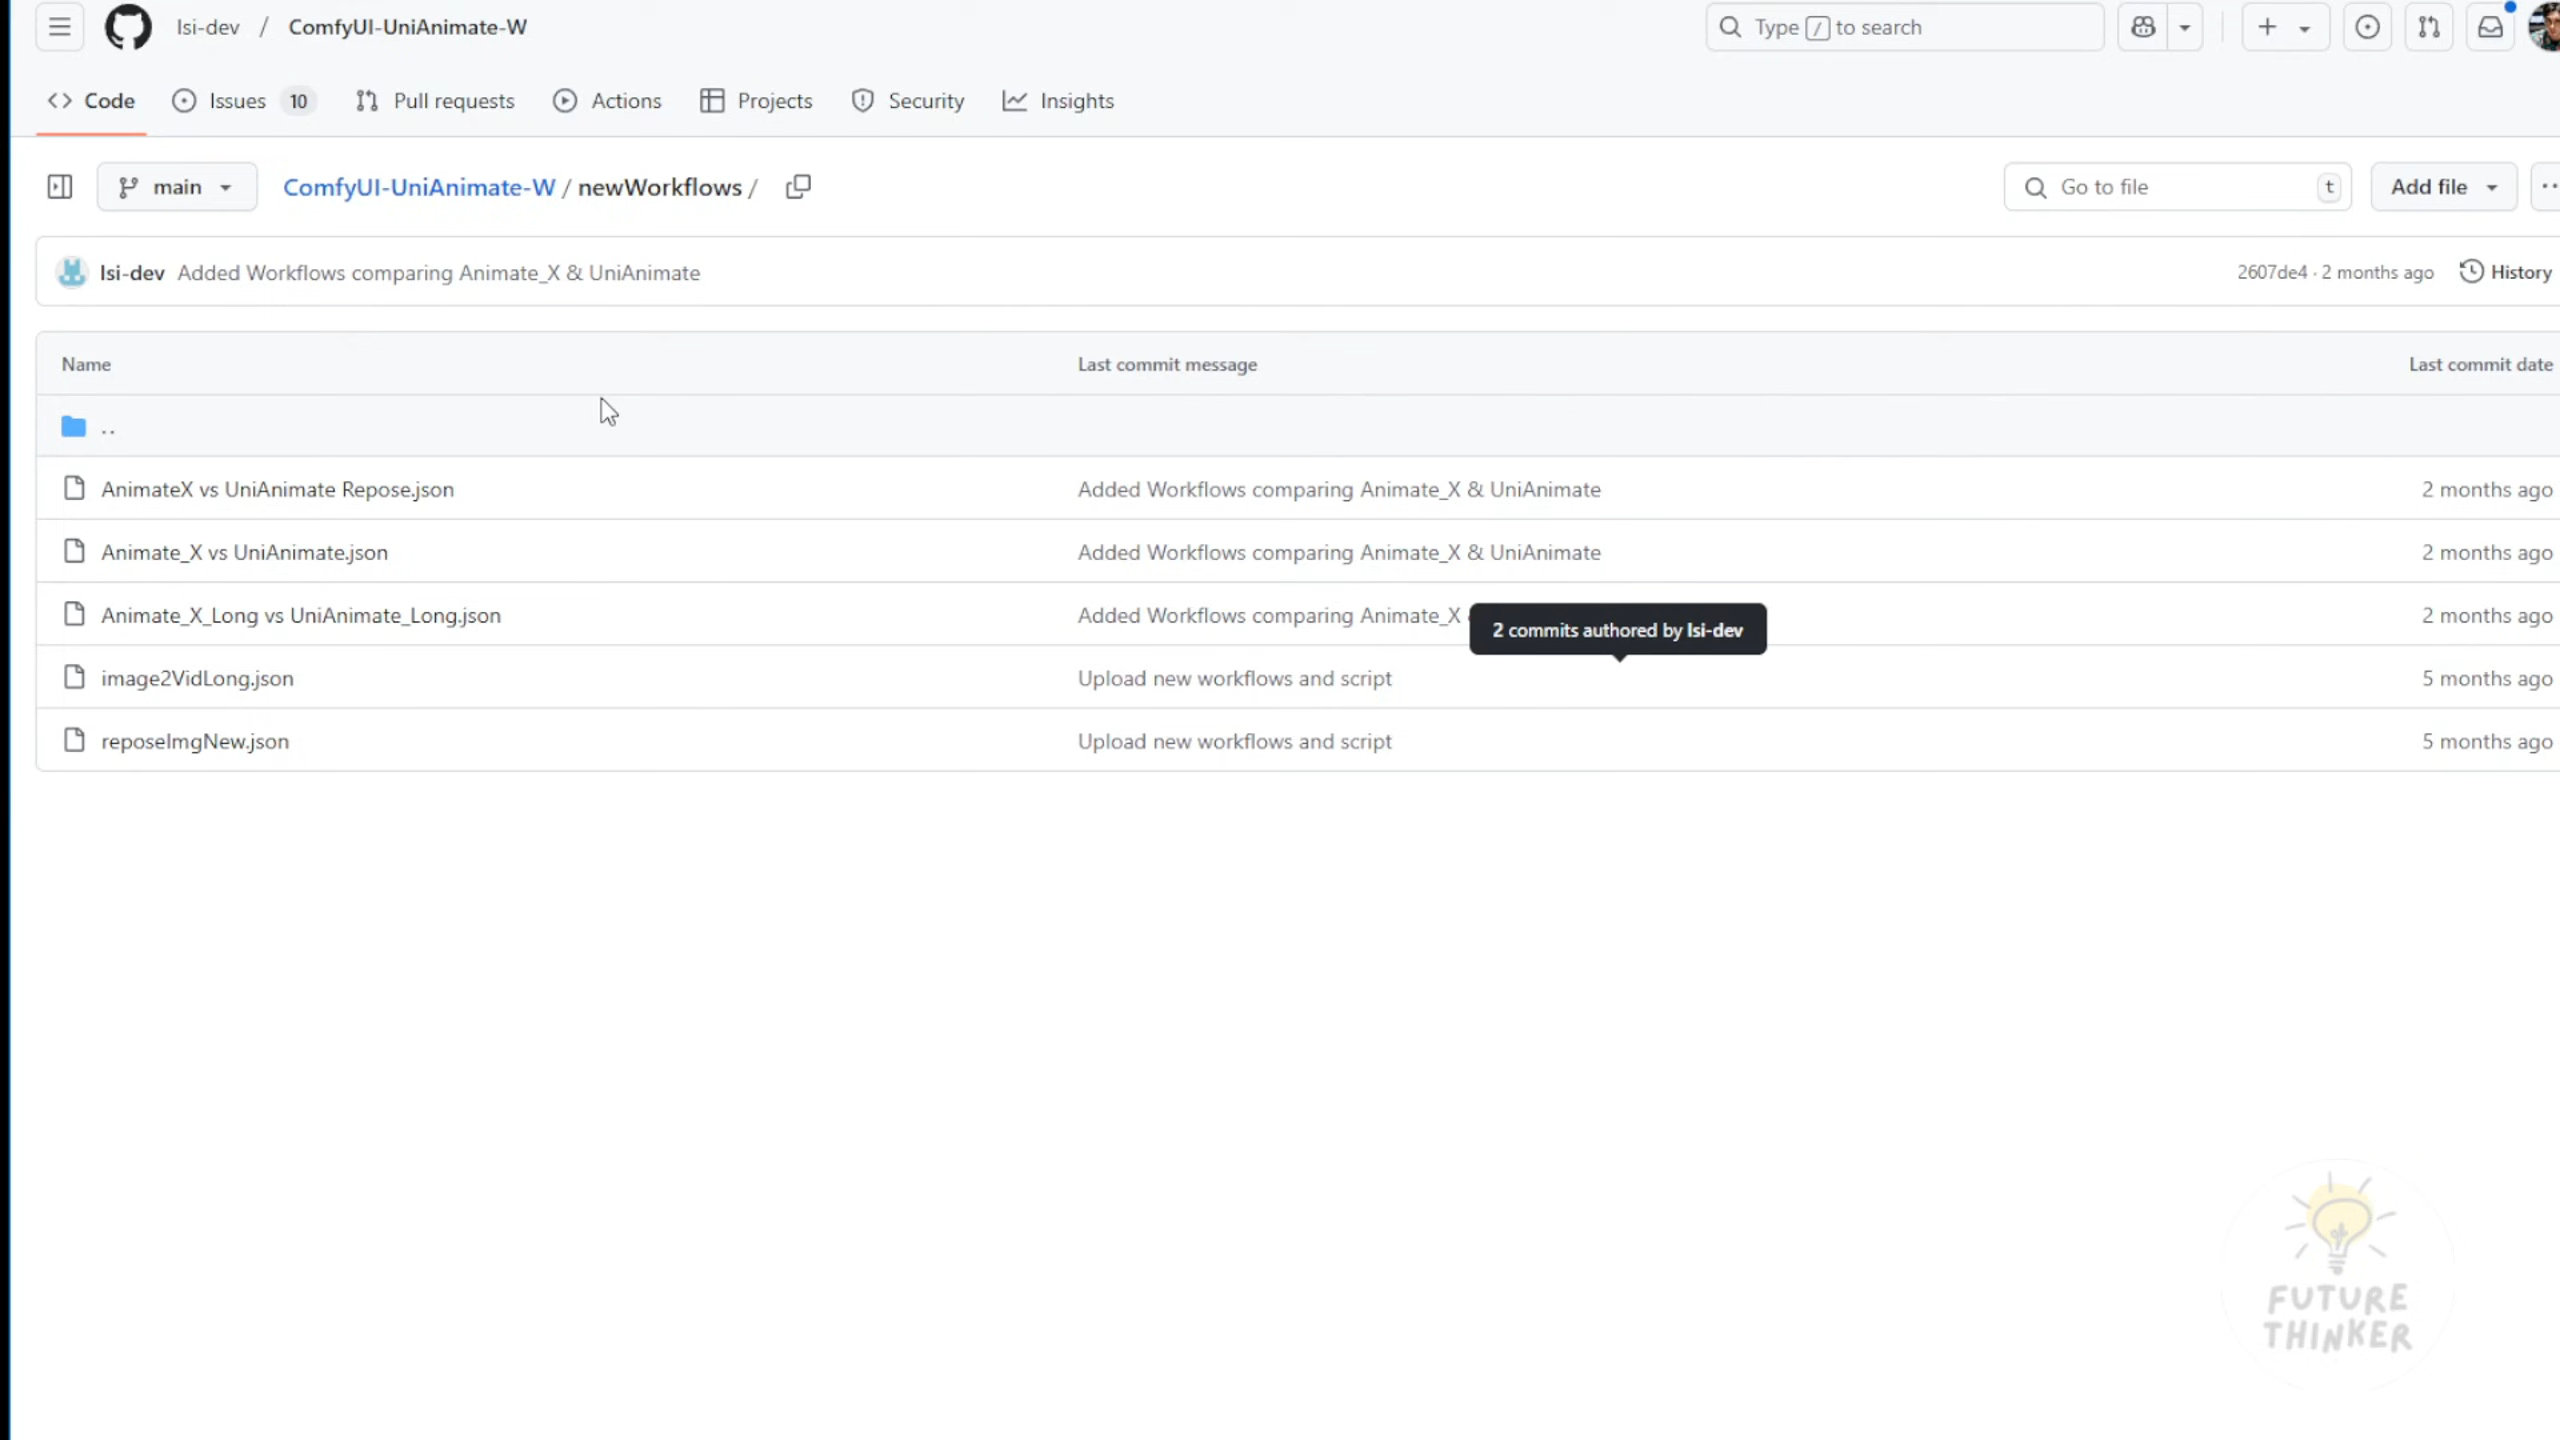 lsi-dev / ComfyUI-UniAnimate-W
Type / to search
Code
Issues 10
Pull requests
Actions
Projects
Security
Insights
main
ComfyUI-UniAnimate-W / newWorkflows /
Go to file t
Add file
lsi-dev Added Workflows comparing Animate_X & UniAnimate
2607de4 · 2 months ago
History
Name Last commit message Last commit date
..
AnimateX vs UniAnimate Repose.json Added Workflows comparing Animate_X & UniAnimate 2 months ago
Animate_X vs UniAnimate.json Added Workflows comparing Animate_X & UniAnimate 2 months ago
Animate_X_Long vs UniAnimate_Long.json Added Workflows comparing Animate_X 2 months ago
2 commits authored by lsi-dev
image2VidLong.json Upload new workflows and script 5 months ago
reposeImgNew.json Upload new workflows and script 5 months ago
FUTURE
THINKER